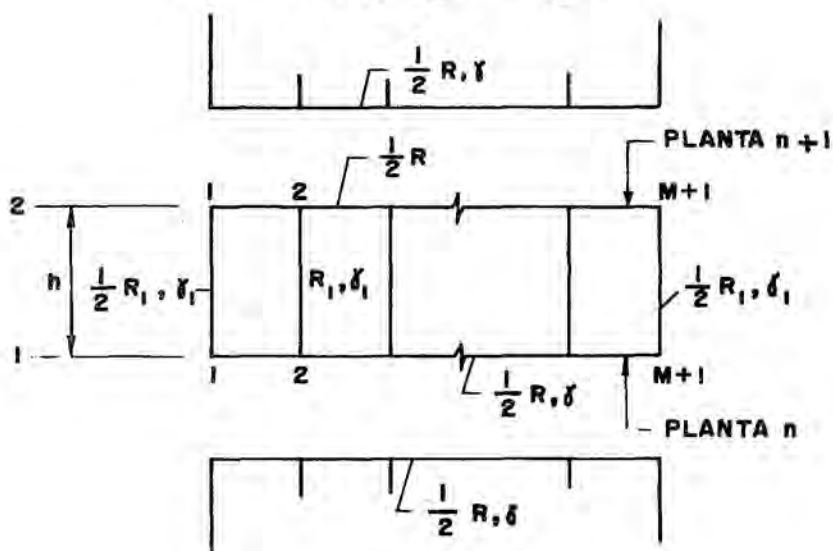 1/2 R, γ
PLANTA n+1
1/2 R
1 2 M+1
2
h 1/2 R₁, γ₁ R₁, γ₁ 1/2 R₁, γ₁
1
1 2 M+1
1/2 R, γ
PLANTA n
1/2 R, γ